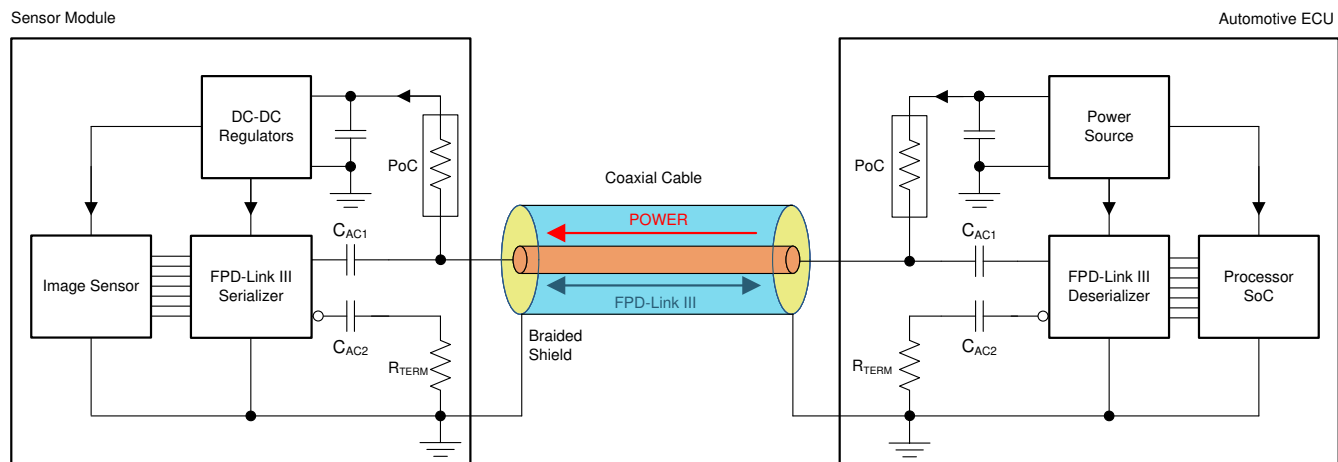 Sensor Module
Automotive ECU
DC-DC
Regulators
PoC
Image Sensor
FPD-Link III
Serializer
CAC1
CAC2
RTERM
Coaxial Cable
POWER
FPD-Link III
Braided
Shield
PoC
Power
Source
CAC1
CAC2
RTERM
FPD-Link III
Deserializer
Processor
SoC